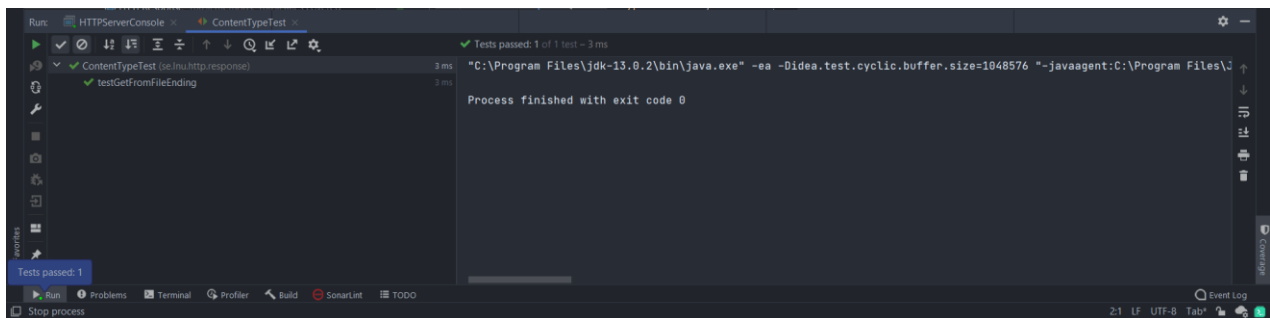 Run: HTTPServerConsole × ContentTypeTest ×
Tests passed: 1 of 1 test – 3 ms
ContentTypeTest (se.lnu.http.response) 3 ms
testGetFromFileEnding 3 ms
"C:\Program Files\jdk-13.0.2\bin\java.exe" -ea -Didea.test.cyclic.buffer.size=1048576 "-javaagent:C:\Program Files\J
Process finished with exit code 0
Coverage
Tests passed: 1
Run Problems Terminal Profiler Build SonarLint TODO Event Log
Stop process 2:1 LF UTF-8 Tab*